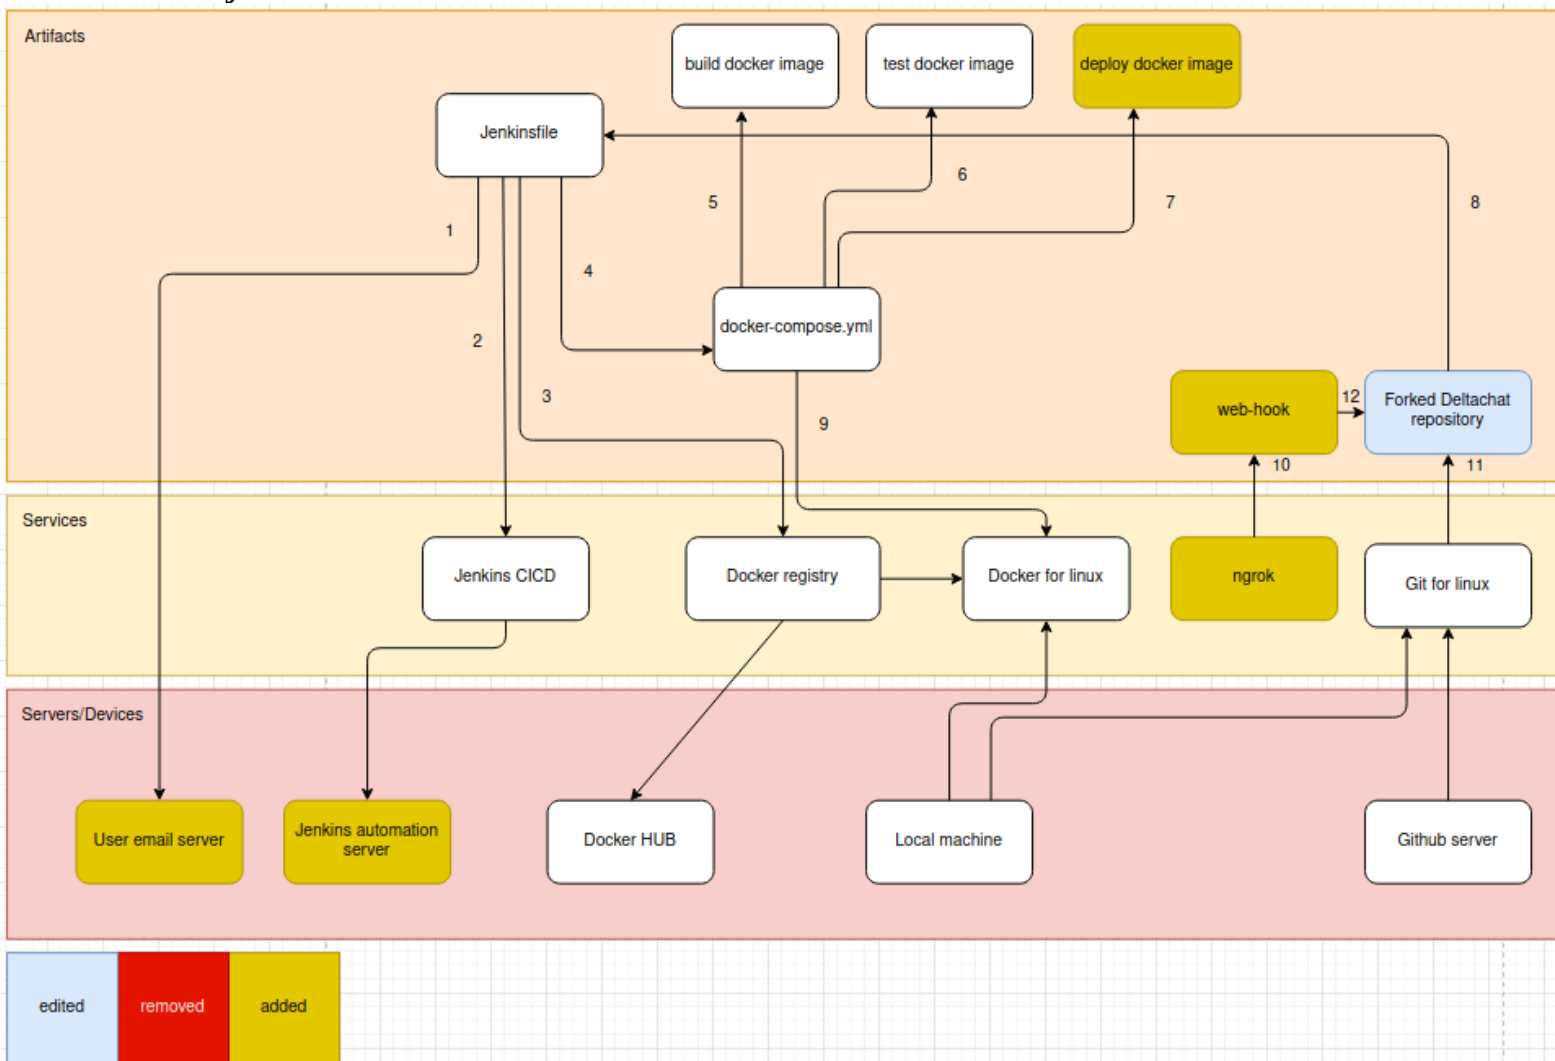 Artifacts
build docker image
test docker image
deploy docker image
Jenkinsfile
6
5
7
8
1
4
docker-compose.yml
2
3
12
web-hook
Forked Deltachat
repository
9
10
11
Services
Jenkins CICD
Docker registry
Docker for linux
ngrok
Git for linux
Servers/Devices
User email server
Jenkins automation
server
Docker HUB
Local machine
Github server
edited
removed
added